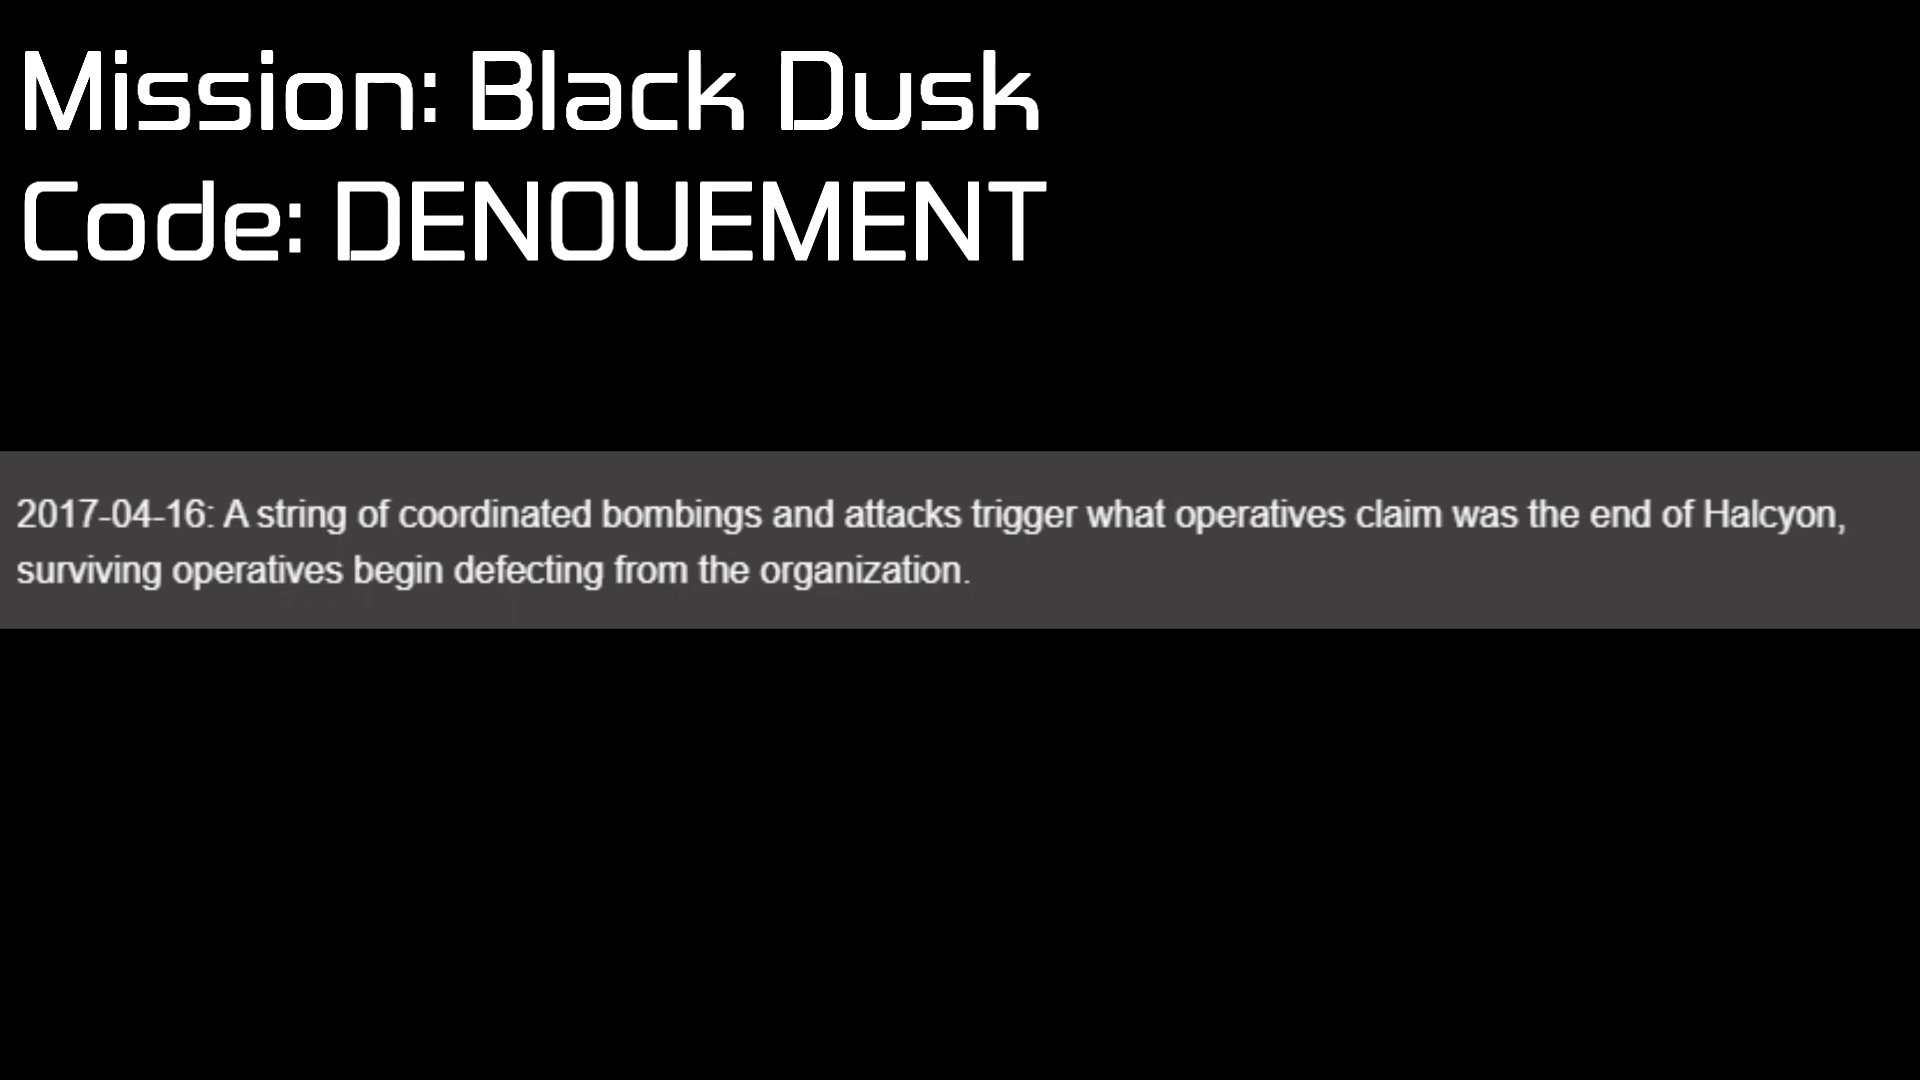 Mission: Black Dusk
Code: DENOUEMENT
2017-04-16: A string of coordinated bombings and attacks trigger what operatives claim was the end of Halcyon,
surviving operatives begin defecting from the organization.